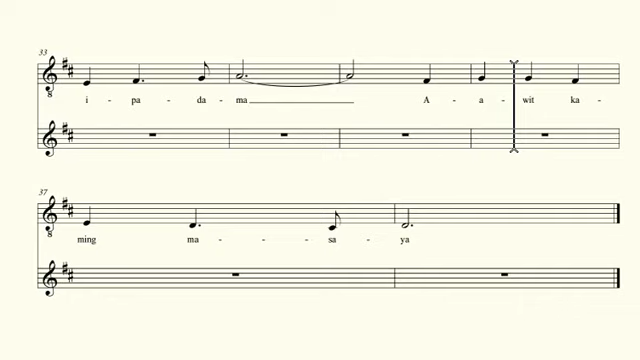 33
i - pa - da - ma A - a - wit ka -
37
ming ma - - - sa - ya